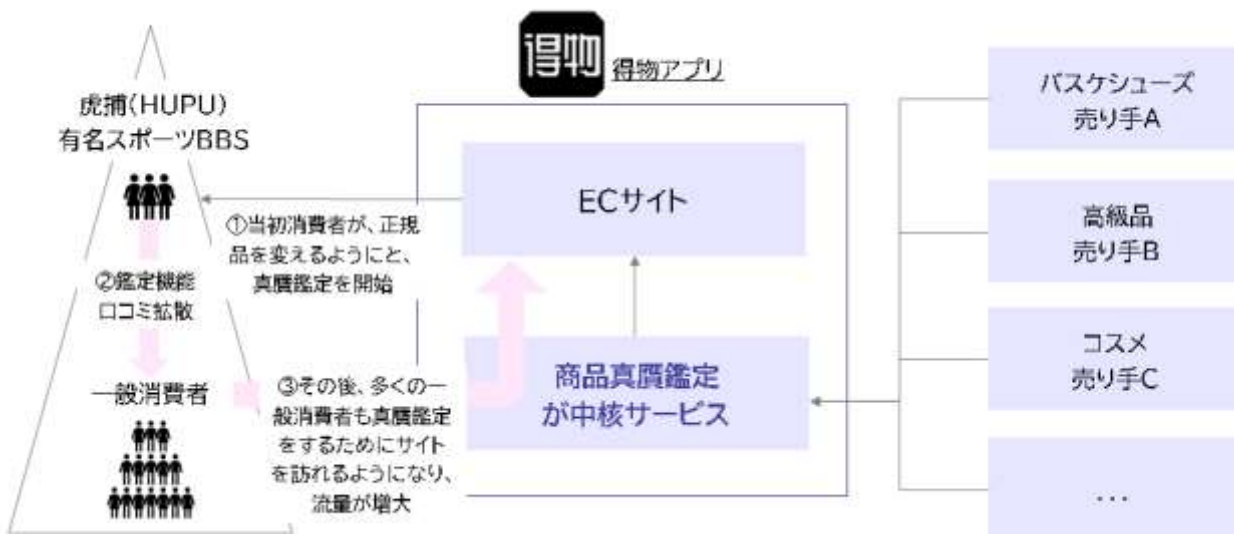 得物
得物アプリ
虎捕(HUPU)
有名スポーツBBS
①当初消費者が、正規
品を変えるようにと、
真贋鑑定を開始
②鑑定機能
口コミ拡散
一般消費者
③その後、多くの一
般消費者も真贋鑑定
をするためにサイト
を訪れるようになり、
流量が増大
ECサイト
商品真贋鑑定
が中核サービス
バスケシューズ
売り手A
高級品
売り手B
コスメ
売り手C
...